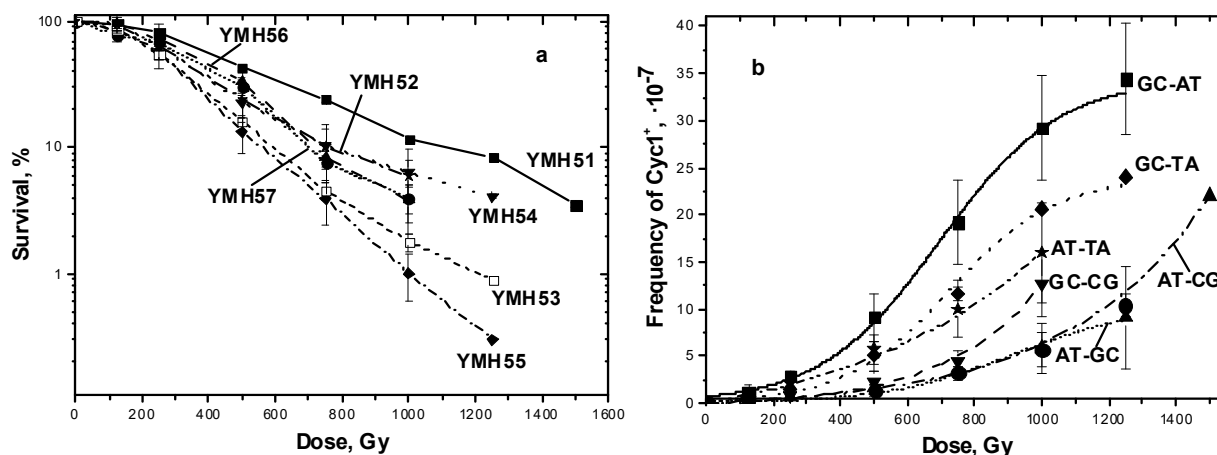 a
Survival, %
100
10
1
YMH56
YMH52
YMH51
YMH57
YMH54
YMH53
YMH55
0 200 400 600 800 1000 1200 1400 1600
Dose, Gy
b
Frequency of Cyc1⁺, ·10-⁷
35
30
25
20
15
10
5
0
GC-AT
GC-TA
AT-TA
GC-CG
AT-CG
AT-GC
0 200 400 600 800 1000 1200 1400
Dose, Gy